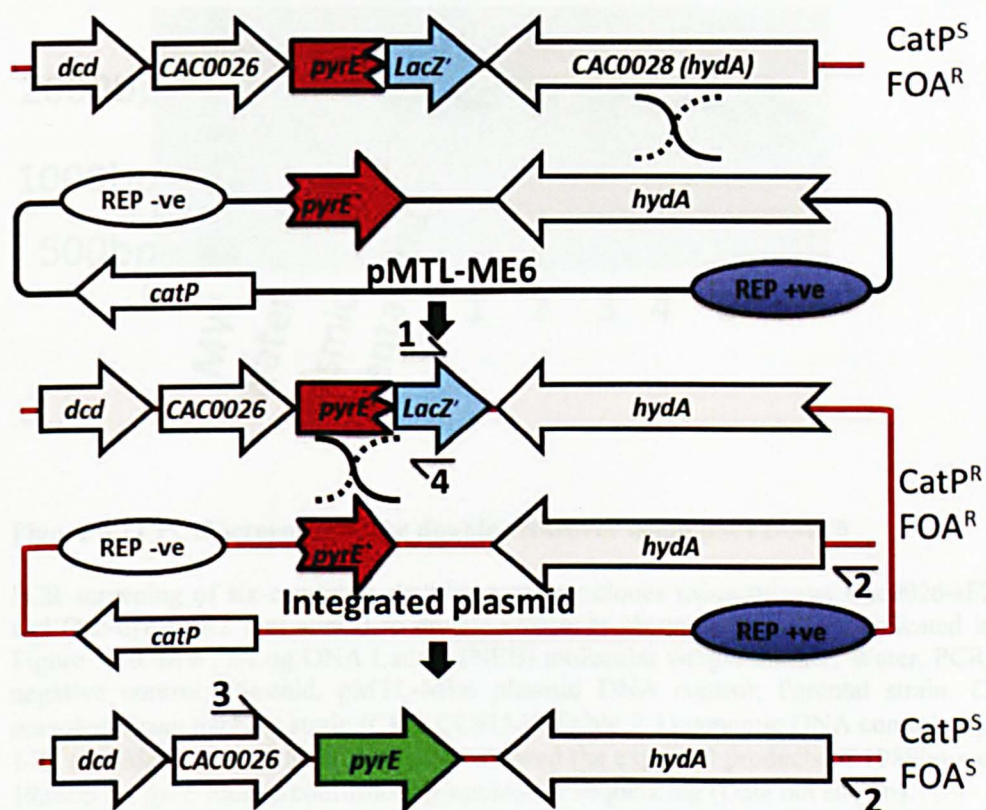 dcd CAC0026 pyrE LacZ' CAC0028 (hydA) CatP^S
FOA^R
REP -ve pyrE` hydA
catP pMTL-ME6 REP +ve
1
dcd CAC0026 pyrE LacZ' hydA
4
CatP^R
FOA^R
REP -ve pyrE` hydA
2
Integrated plasmid
catP REP +ve
3
dcd CAC0026 pyrE hydA CatP^S
FOA^S
2